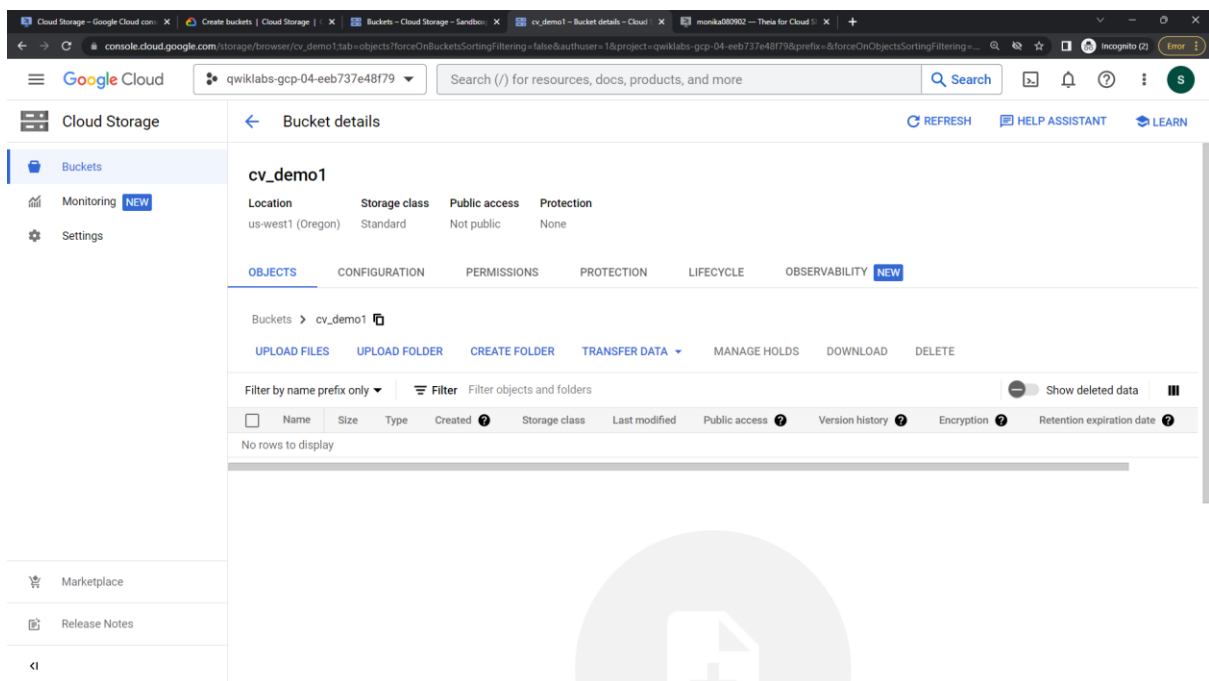 Cloud Storage – Google Cloud cons
Create buckets | Cloud Storage |
Buckets – Cloud Storage – Sandbox
cv_demo1 – Bucket details – Cloud S
monika080902 — Theia for Cloud S
console.cloud.google.com/storage/browser/cv_demo1;tab=objects?forceOnBucketsSortingFiltering=false&authuser=1&project=qwiklabs-gcp-04-eeb737e48f79&prefix=&forceOnObjectsSortingFiltering=...
Incognito (2)
Error
Google Cloud
qwiklabs-gcp-04-eeb737e48f79
Search (/) for resources, docs, products, and more
Search
S
Cloud Storage
Bucket details
REFRESH
HELP ASSISTANT
LEARN
Buckets
Monitoring NEW
Settings
cv_demo1
Location Storage class Public access Protection
us-west1 (Oregon) Standard Not public None
OBJECTS CONFIGURATION PERMISSIONS PROTECTION LIFECYCLE OBSERVABILITY NEW
Buckets > cv_demo1
UPLOAD FILES UPLOAD FOLDER CREATE FOLDER TRANSFER DATA MANAGE HOLDS DOWNLOAD DELETE
Filter by name prefix only Filter Filter objects and folders Show deleted data
Name Size Type Created Storage class Last modified Public access Version history Encryption Retention expiration date
No rows to display
Marketplace
Release Notes